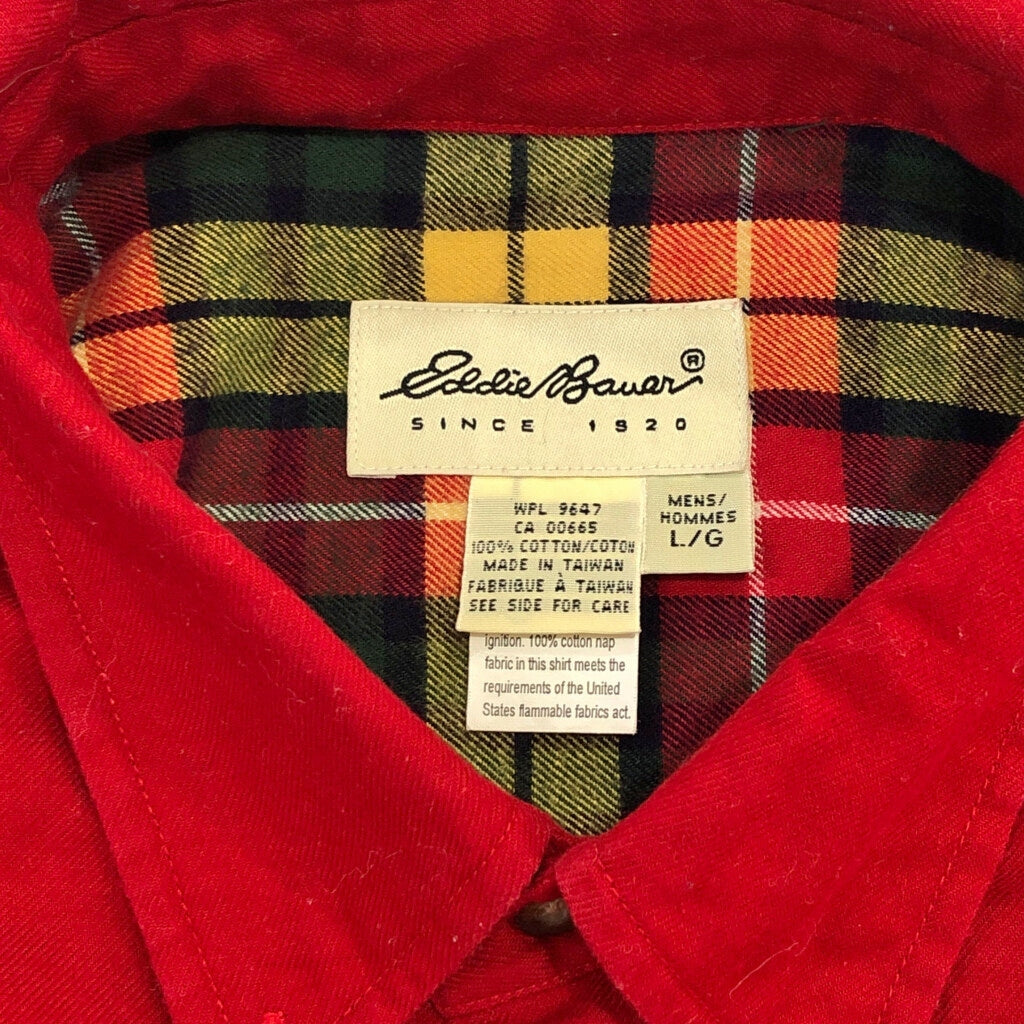 Eddie Bauer®
SINCE 1920
MENS/
HOMMES
L/G
WPL 9647
CA 00665
100% COTTON/COTON
MADE IN TAIWAN
FABRIQUE À TAIWAN
SEE SIDE FOR CARE
ignition. 100% cotton nap
fabric in this shirt meets the
requirements of the United
States flammable fabrics act.